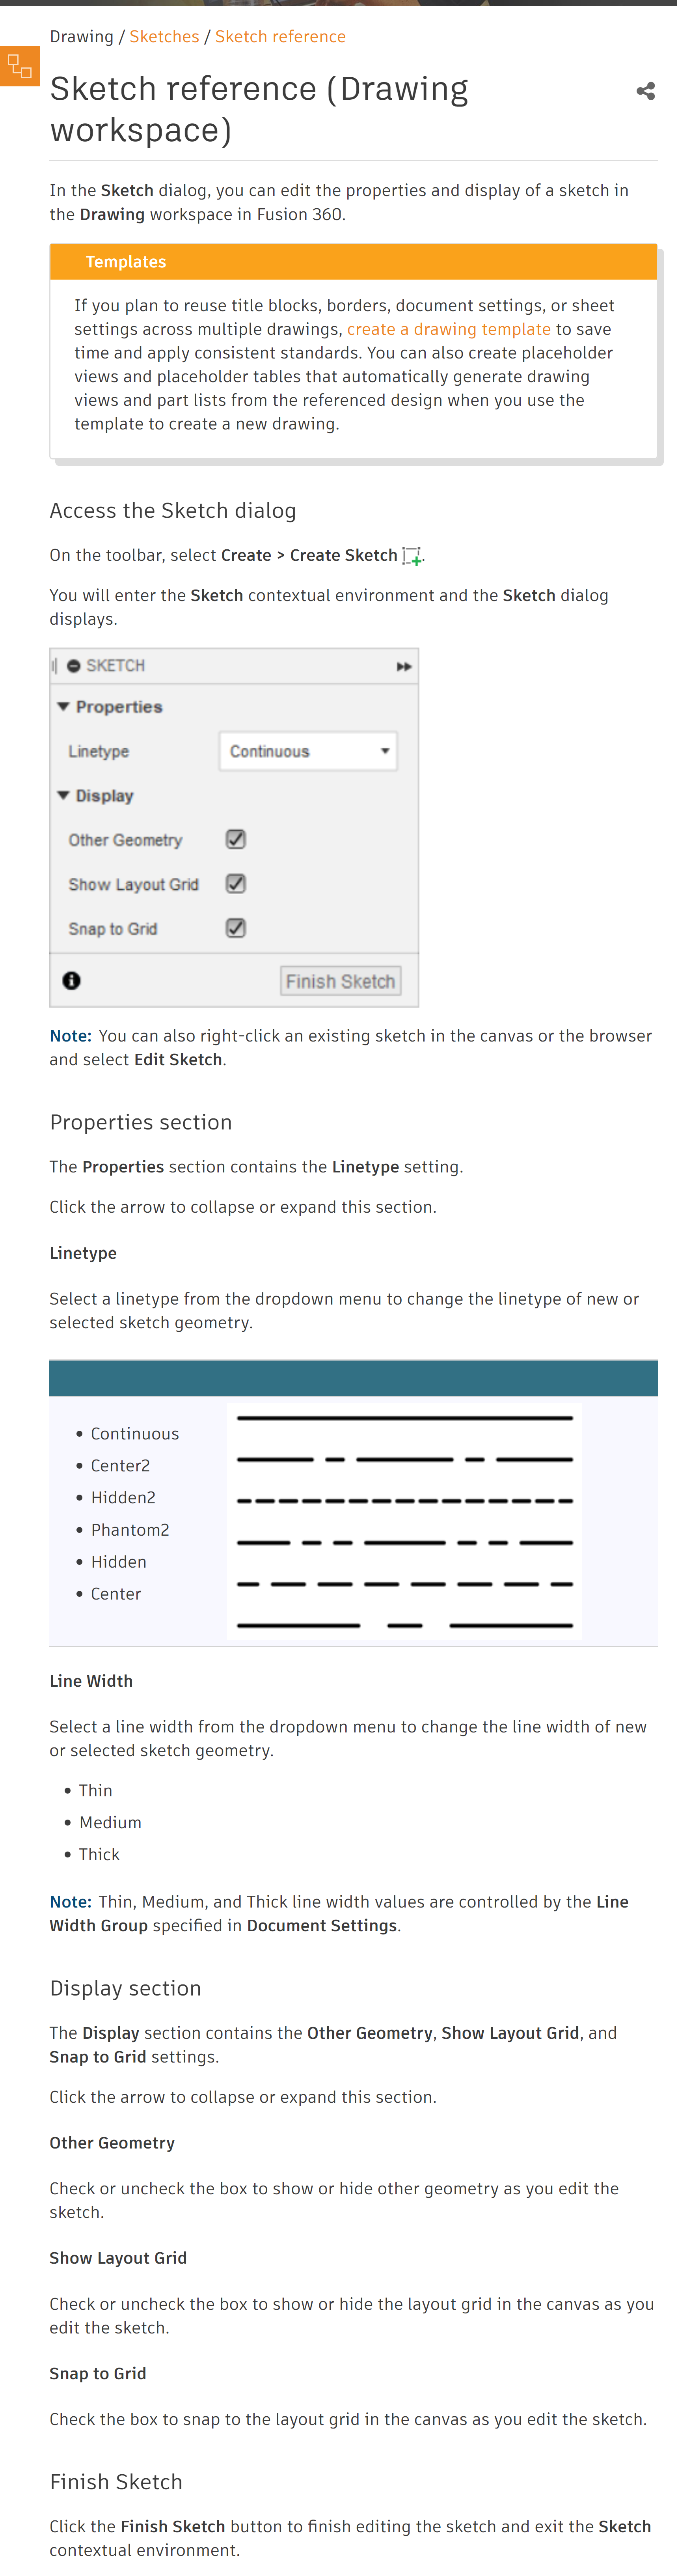 Drawing / Sketches / Sketch reference
Sketch reference (Drawing
workspace)
In the Sketch dialog, you can edit the properties and display of a sketch in
the Drawing workspace in Fusion 360.
Templates
If you plan to reuse title blocks, borders, document settings, or sheet
settings across multiple drawings, create a drawing template to save
time and apply consistent standards. You can also create placeholder
views and placeholder tables that automatically generate drawing
views and part lists from the referenced design when you use the
template to create a new drawing.
Access the Sketch dialog
On the toolbar, select Create > Create Sketch .
You will enter the Sketch contextual environment and the Sketch dialog
displays.
SKETCH
Properties
Linetype Continuous
Display
Other Geometry
Show Layout Grid
Snap to Grid
Finish Sketch
Note: You can also right-click an existing sketch in the canvas or the browser
and select Edit Sketch.
Properties section
The Properties section contains the Linetype setting.
Click the arrow to collapse or expand this section.
Linetype
Select a linetype from the dropdown menu to change the linetype of new or
selected sketch geometry.
• Continuous
• Center2
• Hidden2
• Phantom2
• Hidden
• Center
Line Width
Select a line width from the dropdown menu to change the line width of new
or selected sketch geometry.
• Thin
• Medium
• Thick
Note: Thin, Medium, and Thick line width values are controlled by the Line
Width Group specified in Document Settings.
Display section
The Display section contains the Other Geometry, Show Layout Grid, and
Snap to Grid settings.
Click the arrow to collapse or expand this section.
Other Geometry
Check or uncheck the box to show or hide other geometry as you edit the
sketch.
Show Layout Grid
Check or uncheck the box to show or hide the layout grid in the canvas as you
edit the sketch.
Snap to Grid
Check the box to snap to the layout grid in the canvas as you edit the sketch.
Finish Sketch
Click the Finish Sketch button to finish editing the sketch and exit the Sketch
contextual environment.